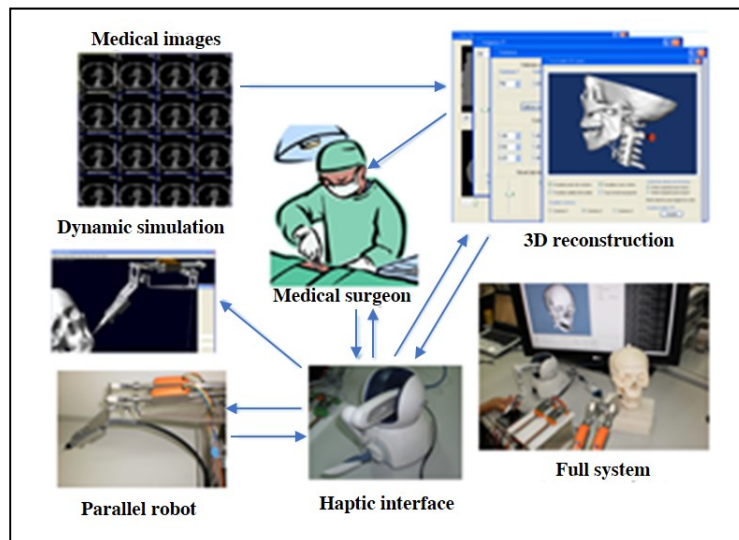 Medical images
Dynamic simulation
Medical surgeon
3D reconstruction
Parallel robot
Haptic interface
Full system